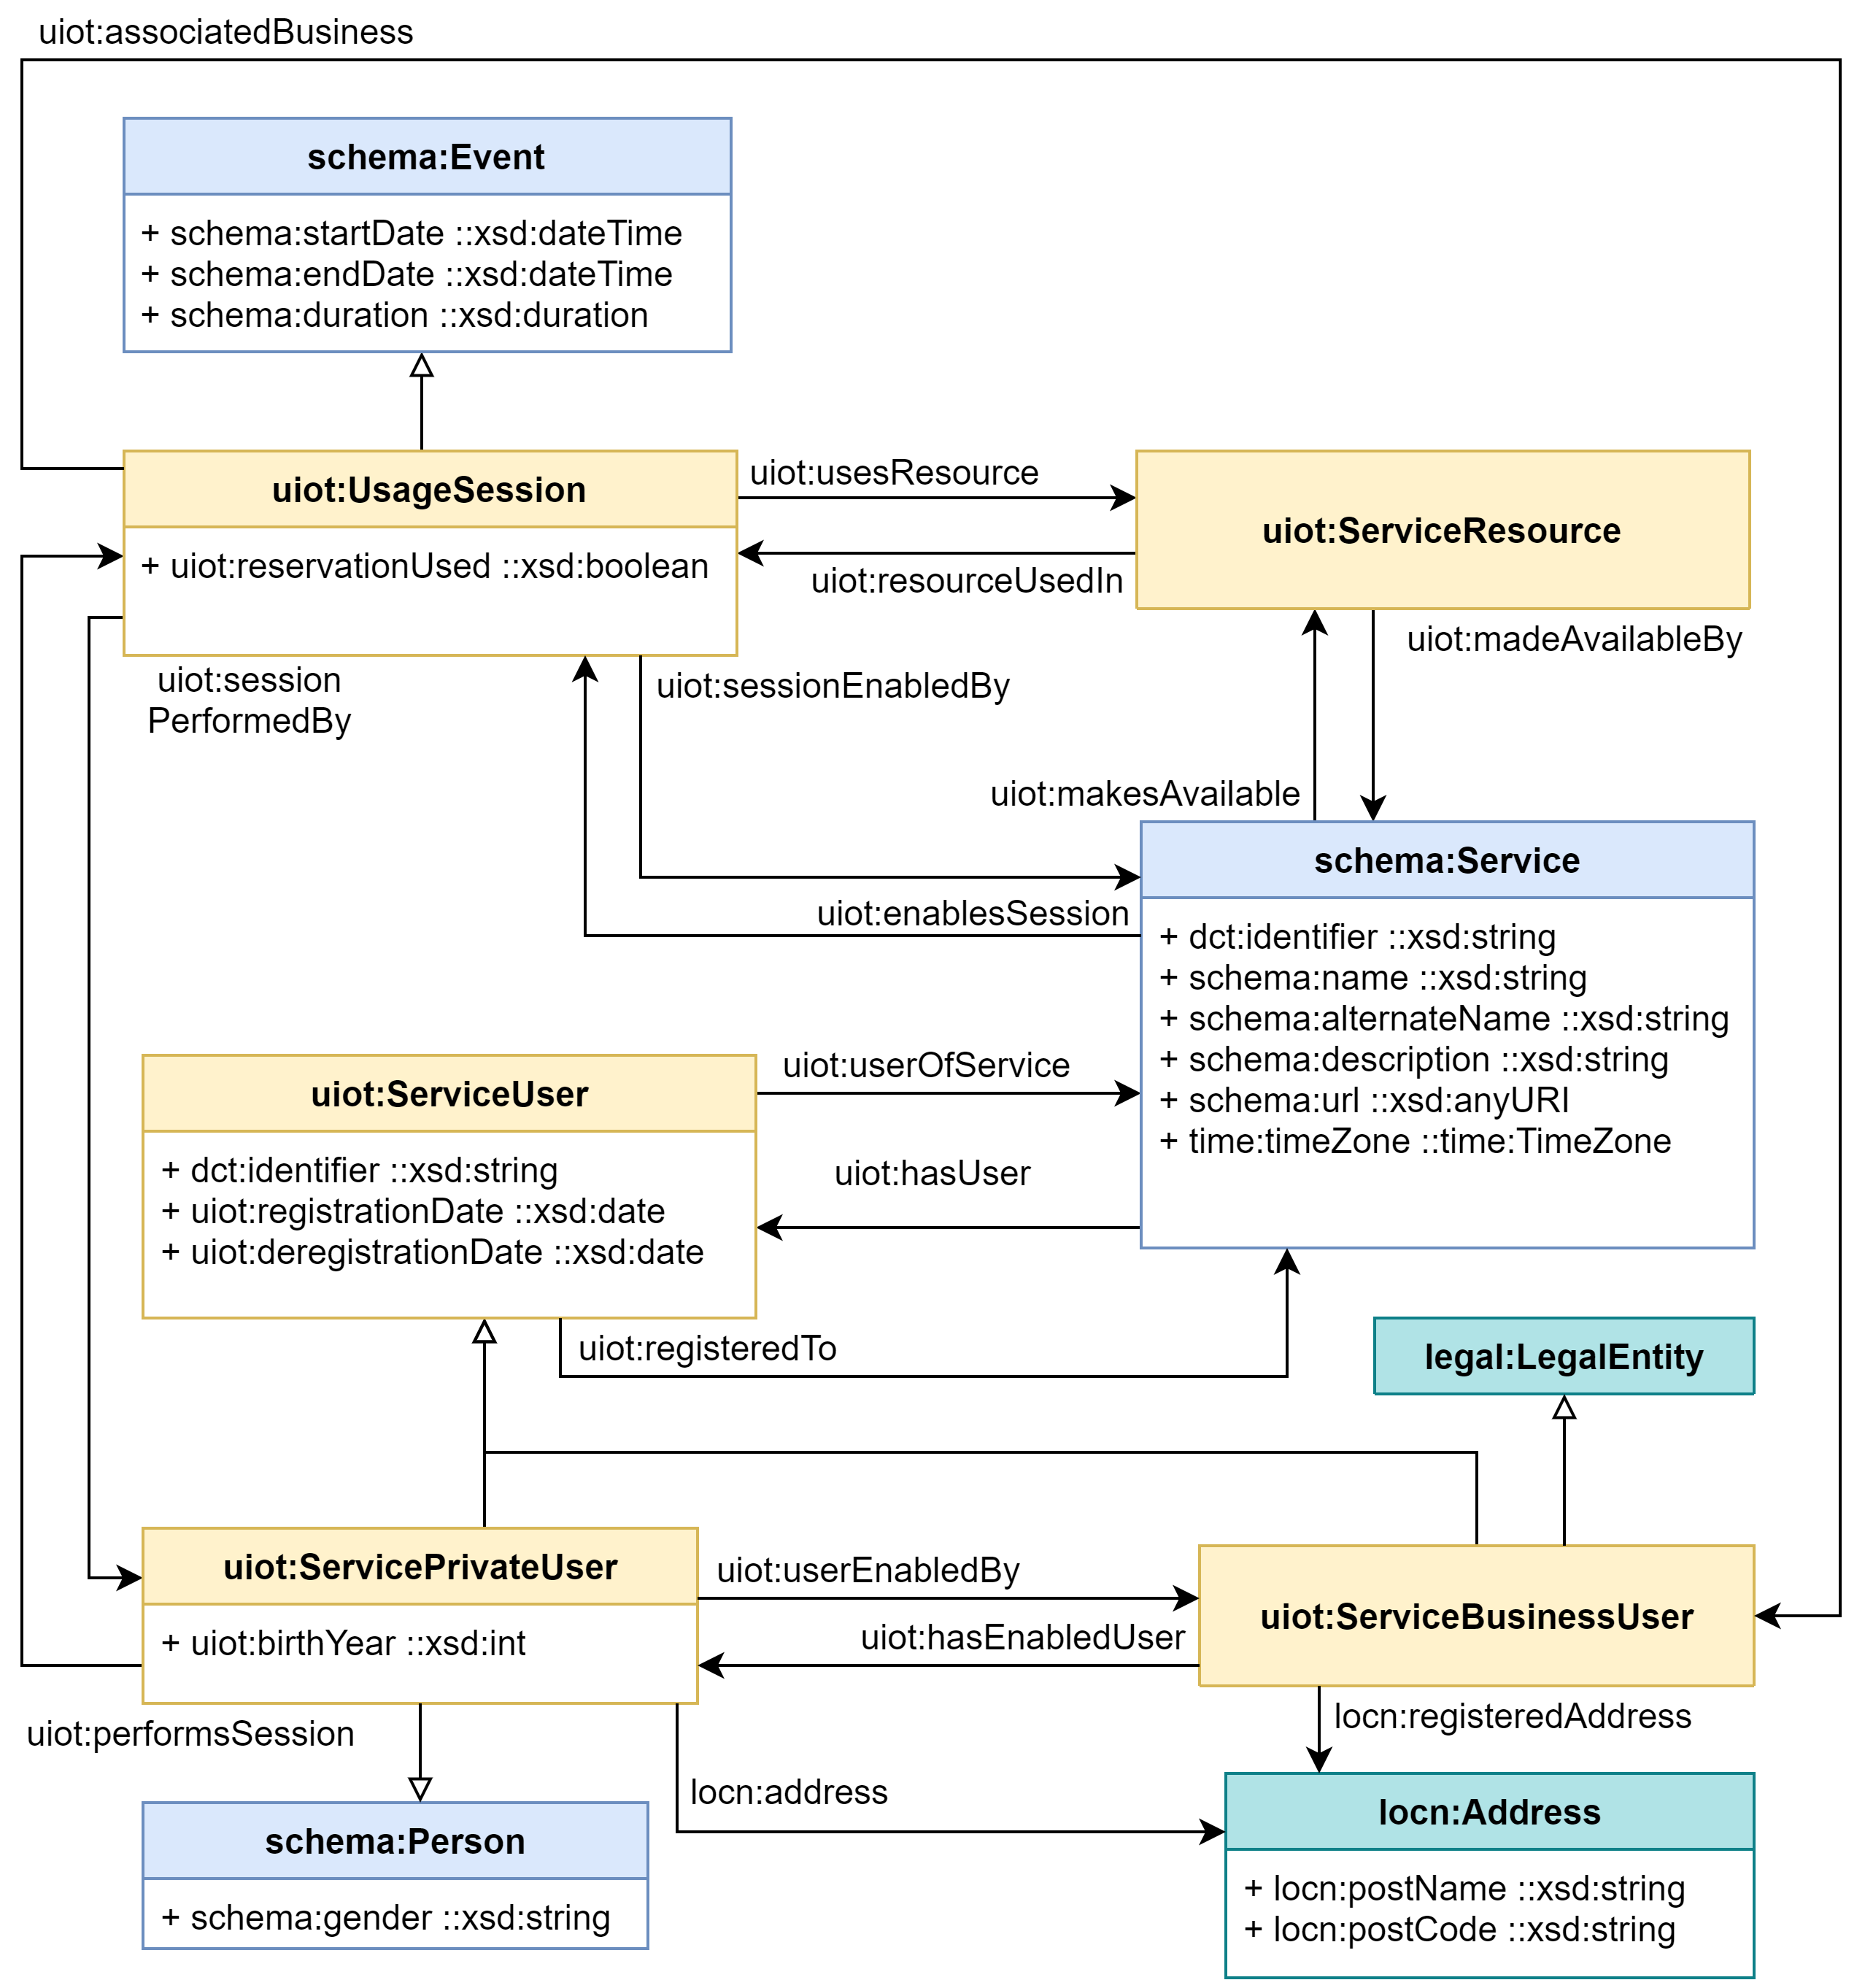 uiot:associatedBusiness
schema:Event
+ schema:startDate ::xsd:dateTime
+ schema:endDate ::xsd:dateTime
+ schema:duration ::xsd:duration
uiot:UsageSession
+ uiot:reservationUsed ::xsd:boolean
uiot:usesResource
uiot:resourceUsedIn
uiot:ServiceResource
uiot:session
PerformedBy
uiot:sessionEnabledBy
uiot:madeAvailableBy
uiot:makesAvailable
uiot:enablesSession
schema:Service
+ dct:identifier ::xsd:string
+ schema:name ::xsd:string
+ schema:alternateName ::xsd:string
+ schema:description ::xsd:string
+ schema:url ::xsd:anyURI
+ time:timeZone ::time:TimeZone
uiot:ServiceUser
+ dct:identifier ::xsd:string
+ uiot:registrationDate ::xsd:date
+ uiot:deregistrationDate ::xsd:date
uiot:userOfService
uiot:hasUser
uiot:registeredTo
legal:LegalEntity
uiot:ServicePrivateUser
+ uiot:birthYear ::xsd:int
uiot:userEnabledBy
uiot:hasEnabledUser
uiot:ServiceBusinessUser
uiot:performsSession
locn:address
locn:registeredAddress
schema:Person
+ schema:gender ::xsd:string
locn:Address
+ locn:postName ::xsd:string
+ locn:postCode ::xsd:string